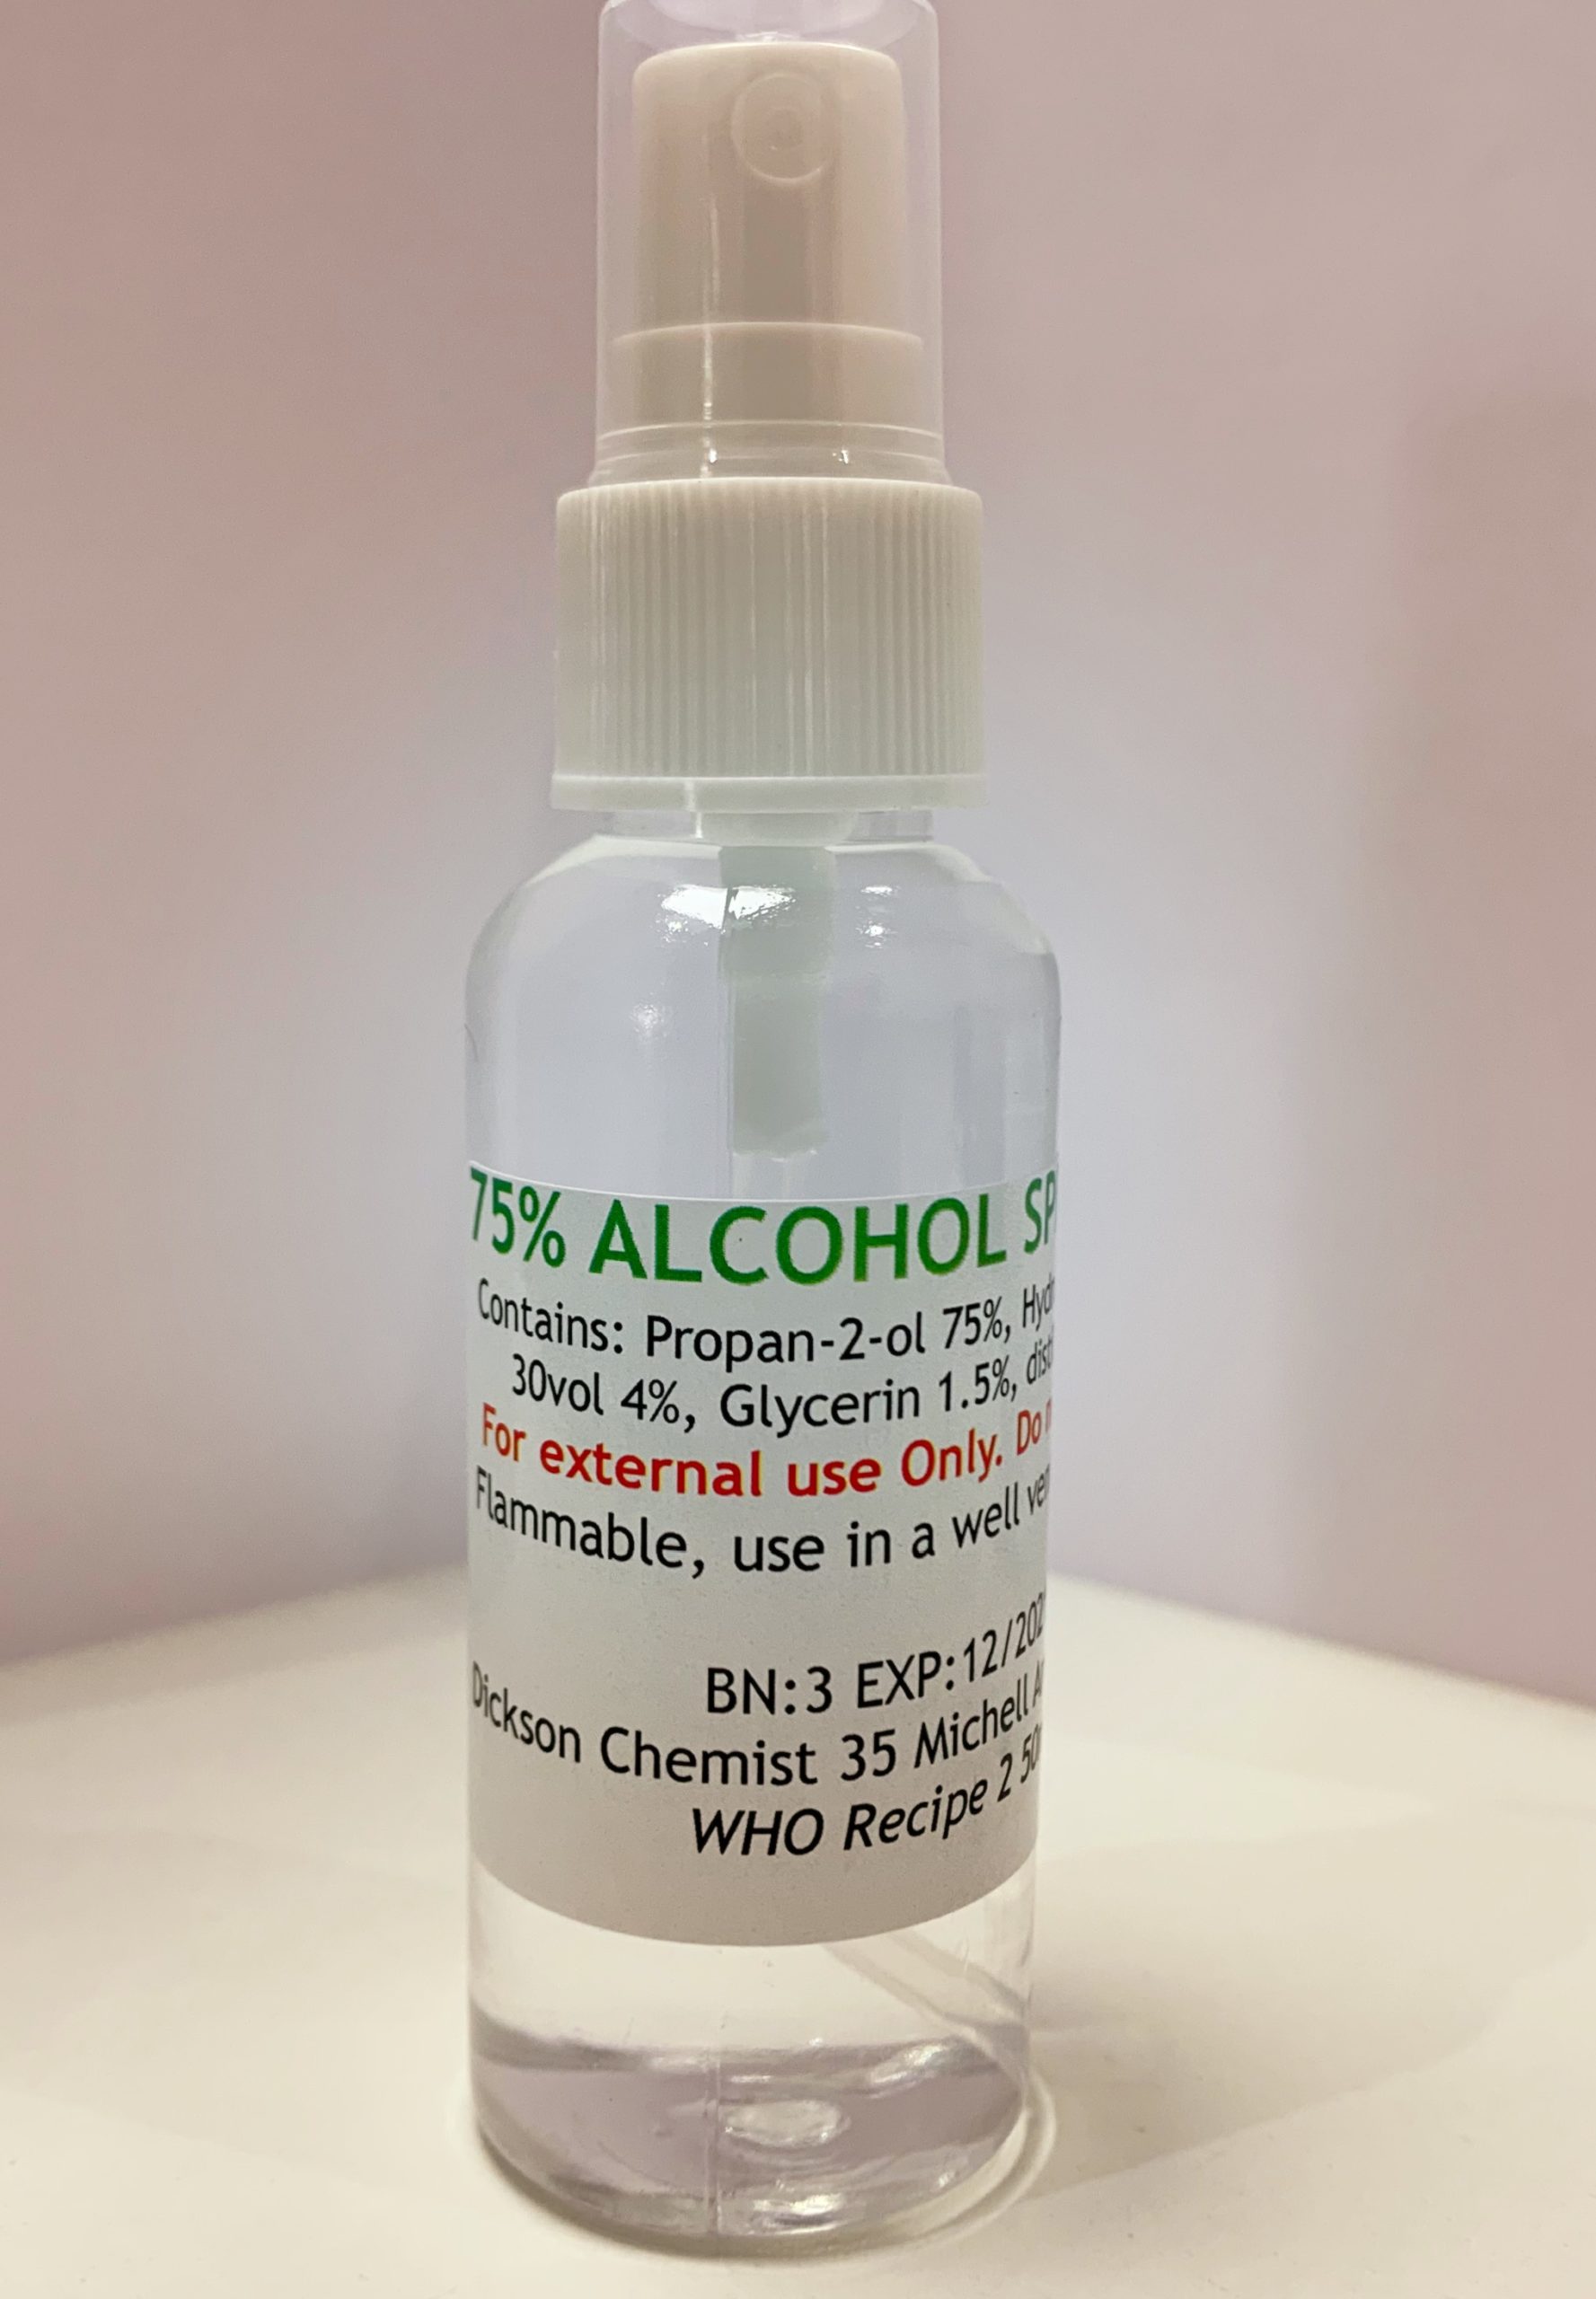 75% ALCOHOL
Contains: Propan-2-ol 75%,
30vol 4%, Glycerin 1.5%,
For external use Only. Do
Flammable, use in a well
BN:3 EXP:12/202
Dickson Chemist 35 Michell
WHO Recipe 2